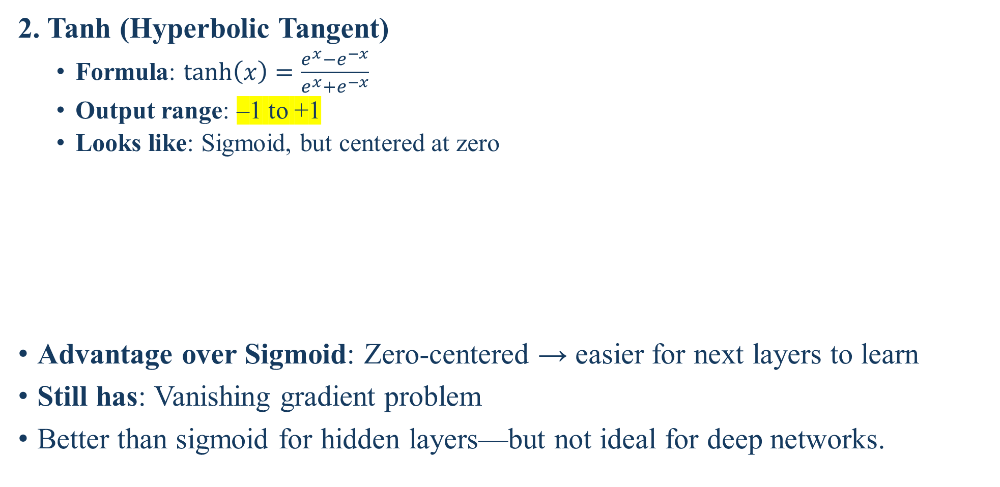 2. Tanh (Hyperbolic Tangent)
• Formula: tanh(𝑥) = (𝑒^𝑥−𝑒^−𝑥)/(𝑒^𝑥+𝑒^−𝑥)
• Output range: –1 to +1
• Looks like: Sigmoid, but centered at zero
• Advantage over Sigmoid: Zero-centered → easier for next layers to learn
• Still has: Vanishing gradient problem
• Better than sigmoid for hidden layers—but not ideal for deep networks.